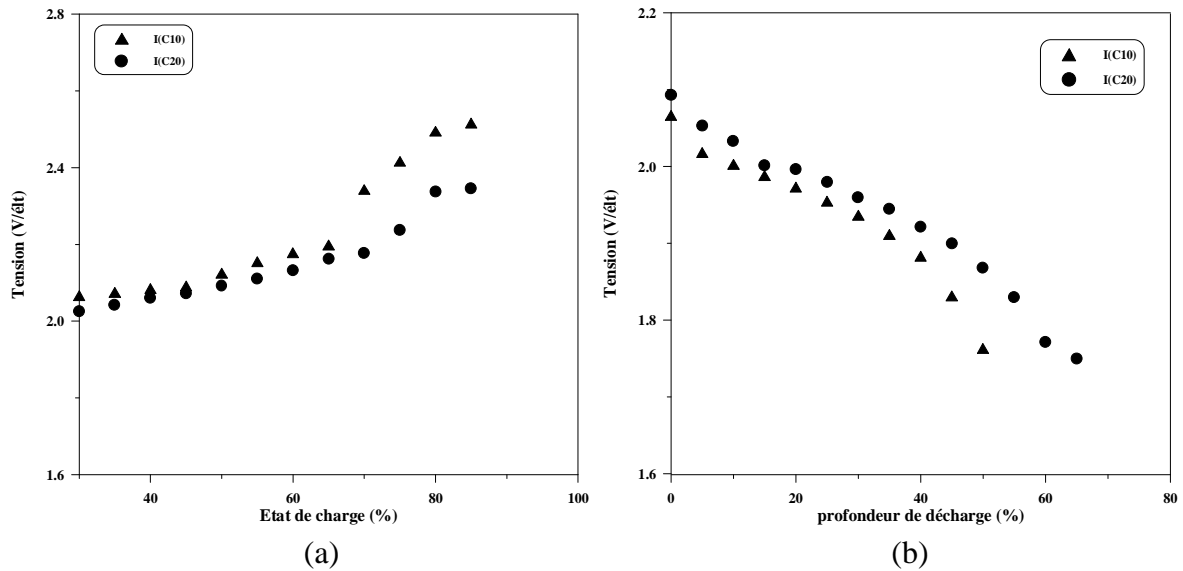 2.8
2.4
2.0
1.6
Tension (V/élt)
I(C10)
I(C20)
40 60 80 100
Etat de charge (%)
(a)
2.2
2.0
1.8
1.6
Tension (V/élt)
I(C10)
I(C20)
0 20 40 60 80
profondeur de décharge (%)
(b)